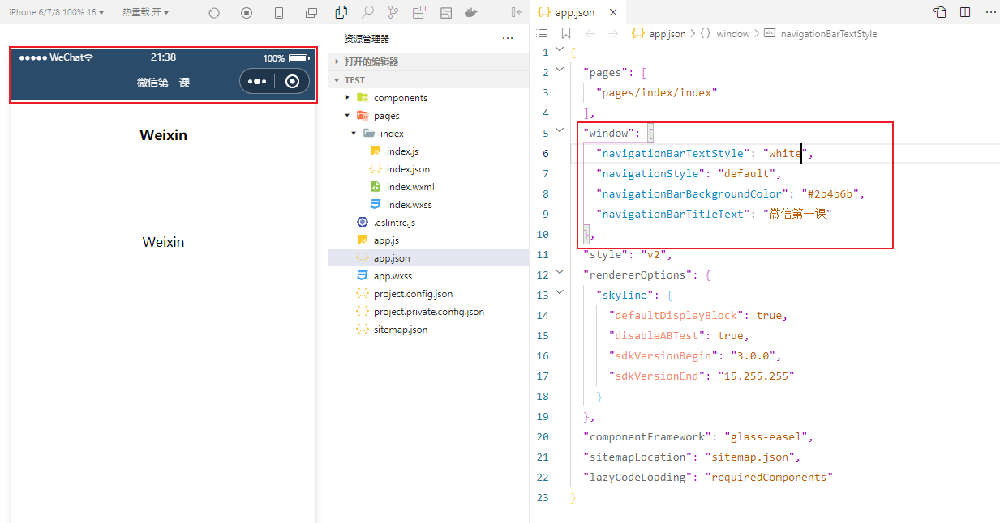 iPhone 6/7/8 100% 16
热重载 开
WeChat
21:38
100%
微信第一课
Weixin
Weixin
资源管理器
打开的编辑器
TEST
components
pages
index
index.js
index.json
index.wxml
index.wxss
.eslintrc.js
app.js
app.json
app.wxss
project.config.json
project.private.config.json
sitemap.json
app.json
app.json > {} window > navigationBarTextStyle
1 {
2 "pages": [
3 "pages/index/index"
4 ],
5 "window": {
6 "navigationBarTextStyle": "white",
7 "navigationStyle": "default",
8 "navigationBarBackgroundColor": "#2b4b6b",
9 "navigationBarTitleText": "微信第一课"
10 },
11 "style": "v2",
12 "rendererOptions": {
13 "skyline": {
14 "defaultDisplayBlock": true,
15 "disableABTest": true,
16 "sdkVersionBegin": "3.0.0",
17 "sdkVersionEnd": "15.255.255"
18 }
19 },
20 "componentFramework": "glass-easel",
21 "sitemapLocation": "sitemap.json",
22 "lazyCodeLoading": "requiredComponents"
23 }